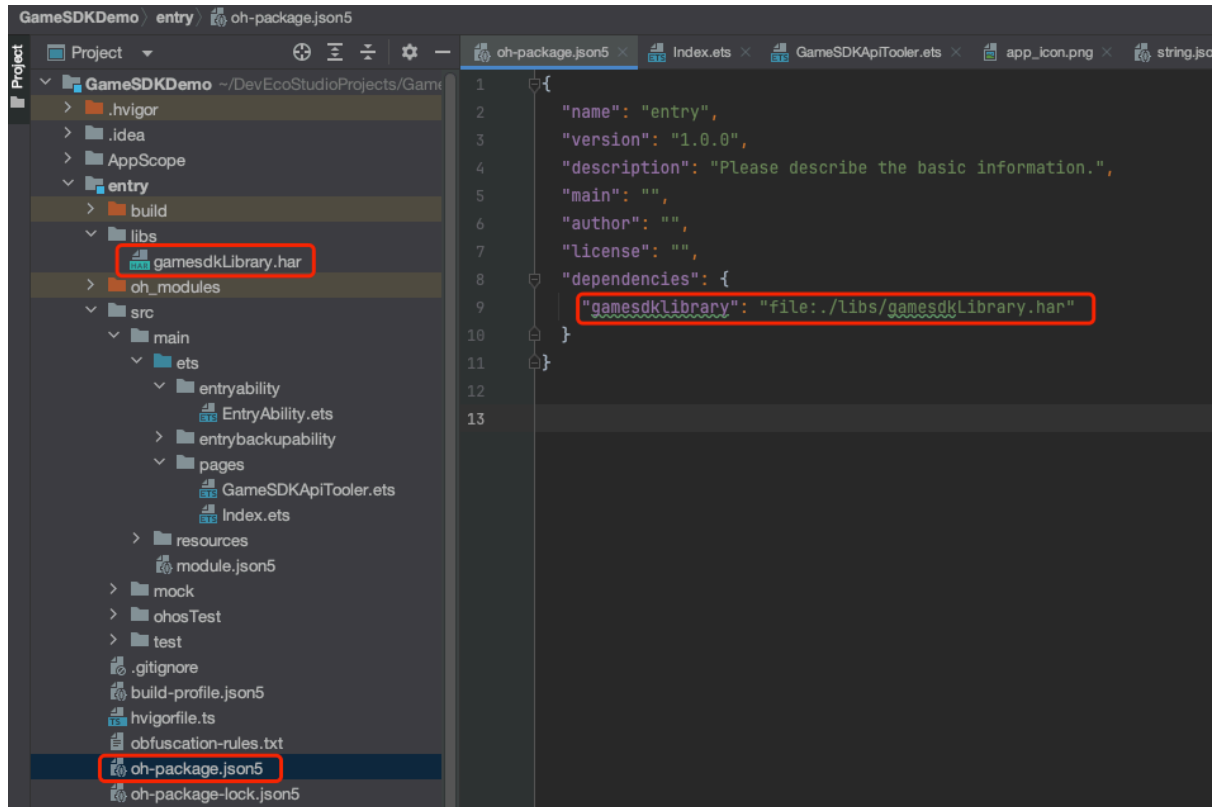 GameSDKDemo 〉 entry 〉 oh-package.json5
Project
Project
oh-package.json5
Index.ets
GameSDKApiTooler.ets
app_icon.png
GameSDKDemo ~/DevEcoStudioProjects/Game
.hvigor
.idea
AppScope
entry
build
libs
HAR gamesdkLibrary.har
oh_modules
src
main
ets
entryability
ETS EntryAbility.ets
entrybackupability
pages
ETS GameSDKApiTooler.ets
ETS Index.ets
resources
module.json5
mock
ohosTest
test
.gitignore
build-profile.json5
TS hvigorfile.ts
obfuscation-rules.txt
oh-package.json5
oh-package-lock.json5
1 {
2 "name": "entry",
3 "version": "1.0.0",
4 "description": "Please describe the basic information.",
5 "main": "",
6 "author": "",
7 "license": "",
8 "dependencies": {
9 "gamesdklibrary": "file:./libs/gamesdkLibrary.har"
10 }
11 }
12
13